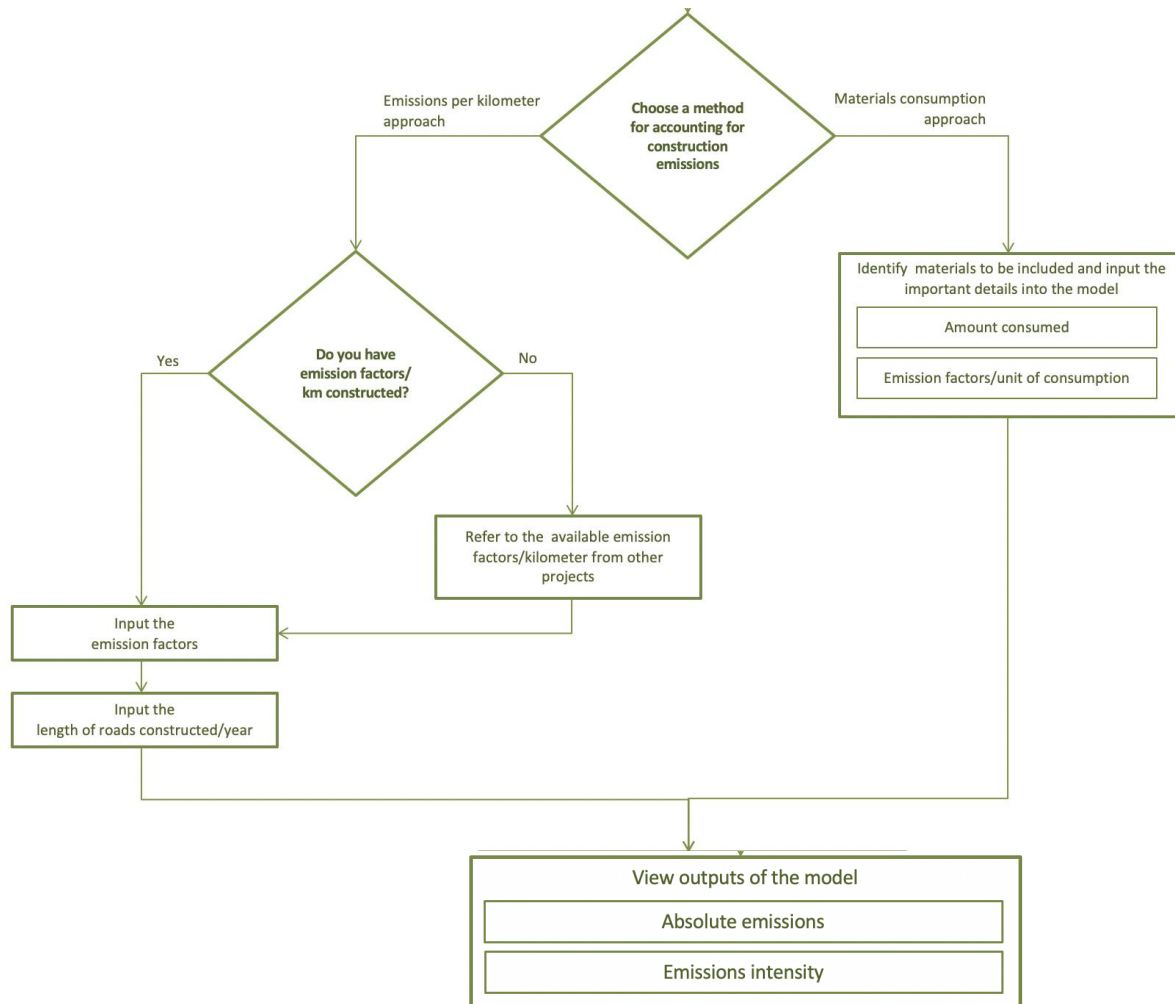 Choose a method
for accounting for
construction
emissions
Emissions per kilometer
approach
Materials consumption
approach
Identify materials to be included and input the
important details into the model
Amount consumed
Emission factors/unit of consumption
Do you have
emission factors/
km constructed?
Yes
No
Refer to the available emission
factors/kilometer from other
projects
Input the
emission factors
Input the
length of roads constructed/year
View outputs of the model
Absolute emissions
Emissions intensity